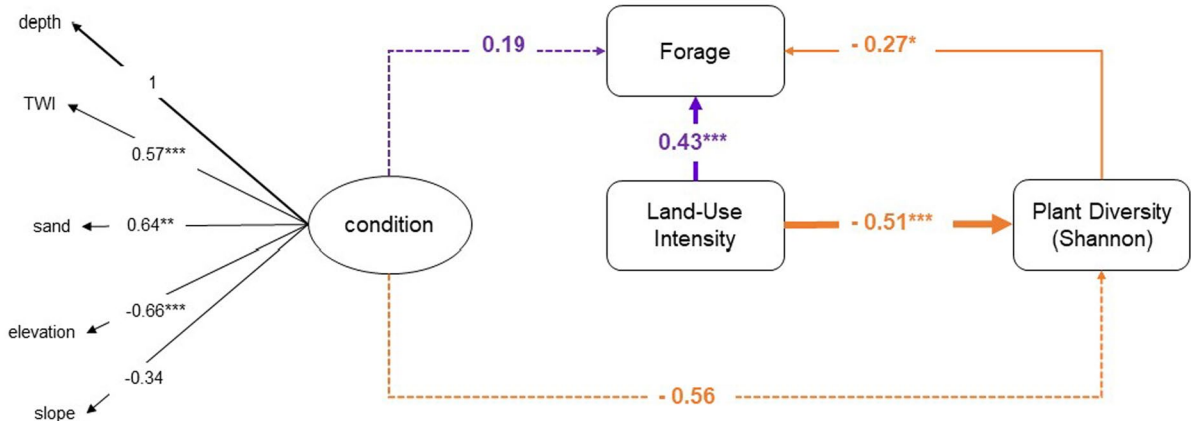 depth
1
TWI
0.57***
sand
0.64**
elevation
-0.66***
slope
-0.34
condition
0.19
Forage
- 0.27*
0.43***
Land-Use
Intensity
- 0.51***
Plant Diversity
(Shannon)
- 0.56